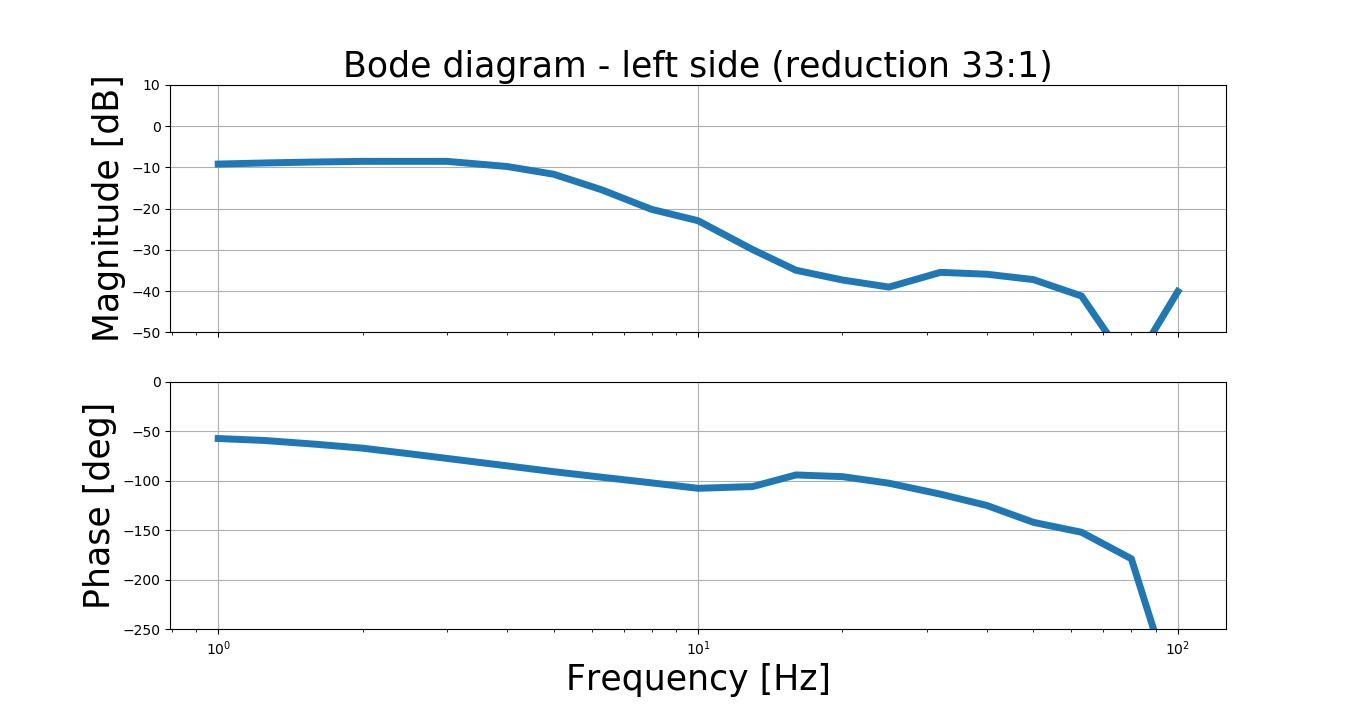 Bode diagram - left side (reduction 33:1)
Magnitude [dB]
10
0
−10
−20
−30
−40
−50
Phase [deg]
0
−50
−100
−150
−200
−250
10⁰ 10¹ 10²
Frequency [Hz]